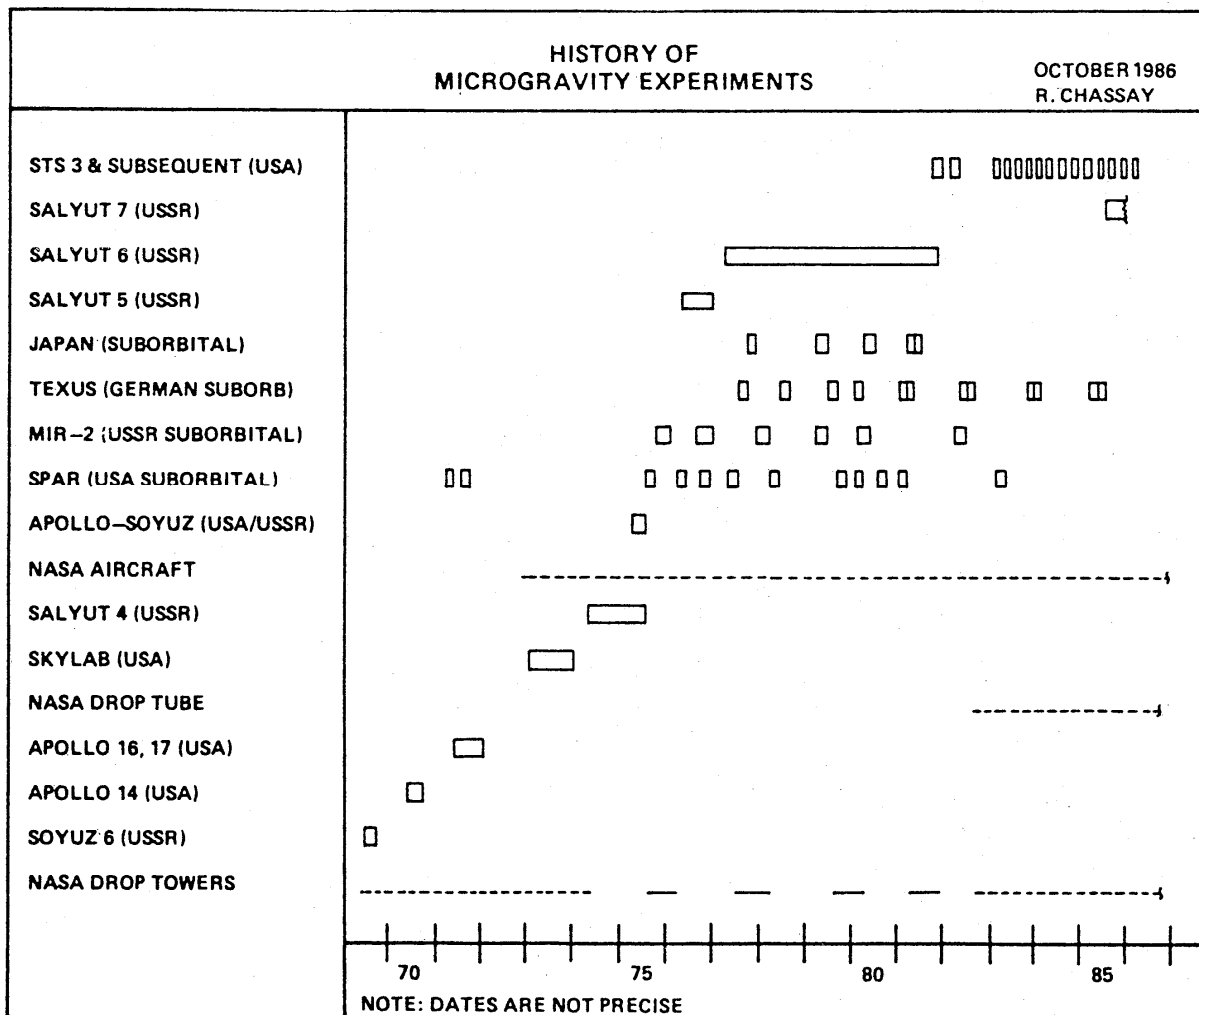 HISTORY OF
MICROGRAVITY EXPERIMENTS
OCTOBER 1986
R. CHASSAY
STS 3 & SUBSEQUENT (USA)
SALYUT 7 (USSR)
SALYUT 6 (USSR)
SALYUT 5 (USSR)
JAPAN (SUBORBITAL)
TEXUS (GERMAN SUBORB)
MIR-2 (USSR SUBORBITAL)
SPAR (USA SUBORBITAL)
APOLLO-SOYUZ (USA/USSR)
NASA AIRCRAFT
SALYUT 4 (USSR)
SKYLAB (USA)
NASA DROP TUBE
APOLLO 16, 17 (USA)
APOLLO 14 (USA)
SOYUZ 6 (USSR)
NASA DROP TOWERS
70 75 80 85
NOTE: DATES ARE NOT PRECISE